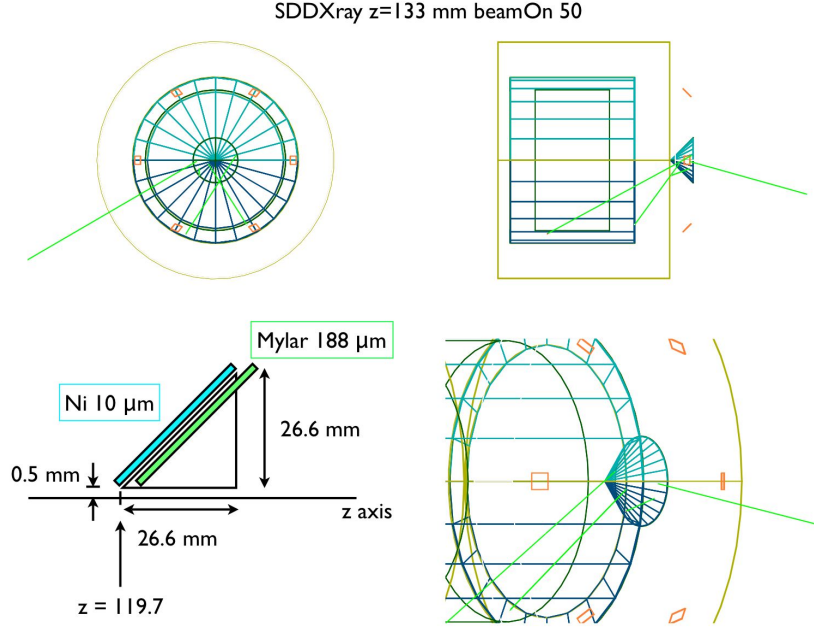 SDDXray z=133 mm beamOn 50
Mylar 188 μm
Ni 10 μm
26.6 mm
0.5 mm
z axis
26.6 mm
z = 119.7